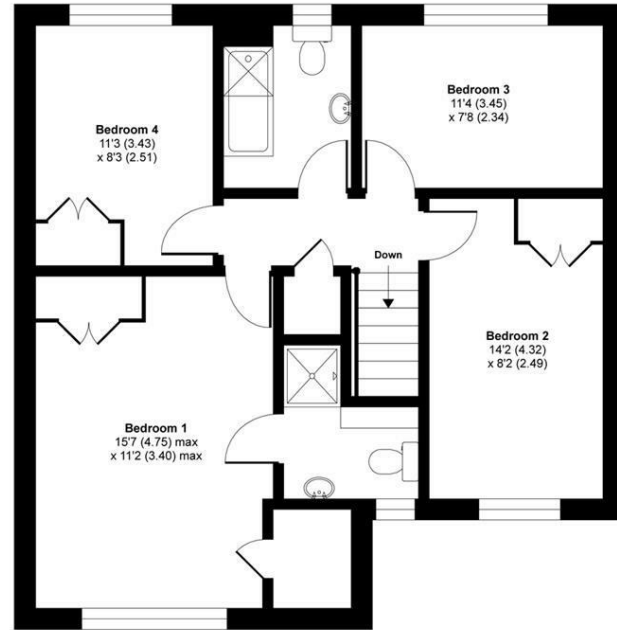 Bedroom 3
11'4 (3.45)
x 7'8 (2.34)
Bedroom 4
11'3 (3.43)
x 8'3 (2.51)
Down
Bedroom 2
14'2 (4.32)
x 8'2 (2.49)
Bedroom 1
15'7 (4.75) max
x 11'2 (3.40) max